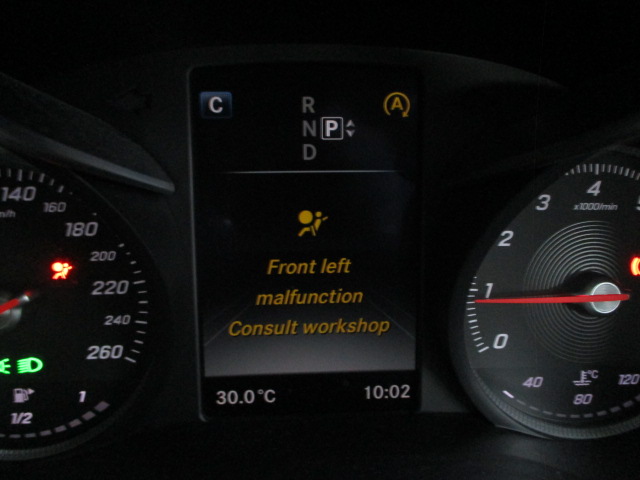 C
R
A
N P
D
Front left
malfunction
Consult workshop
30.0°C
10:02
140
160
180
200
220
240
260
1/2
1
0
1
2
3
4
x1000/min
°C
40
80
120